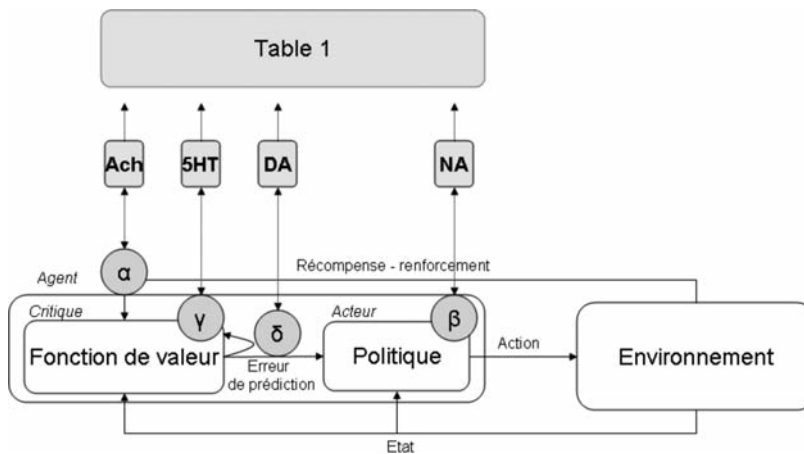 Table 1
Ach
5HT
DA
NA
α
Récompense - renforcement
Agent
Critique
γ
δ
Acteur
β
Fonction de valeur
Erreur
de prédiction
Politique
Action
Environnement
Etat